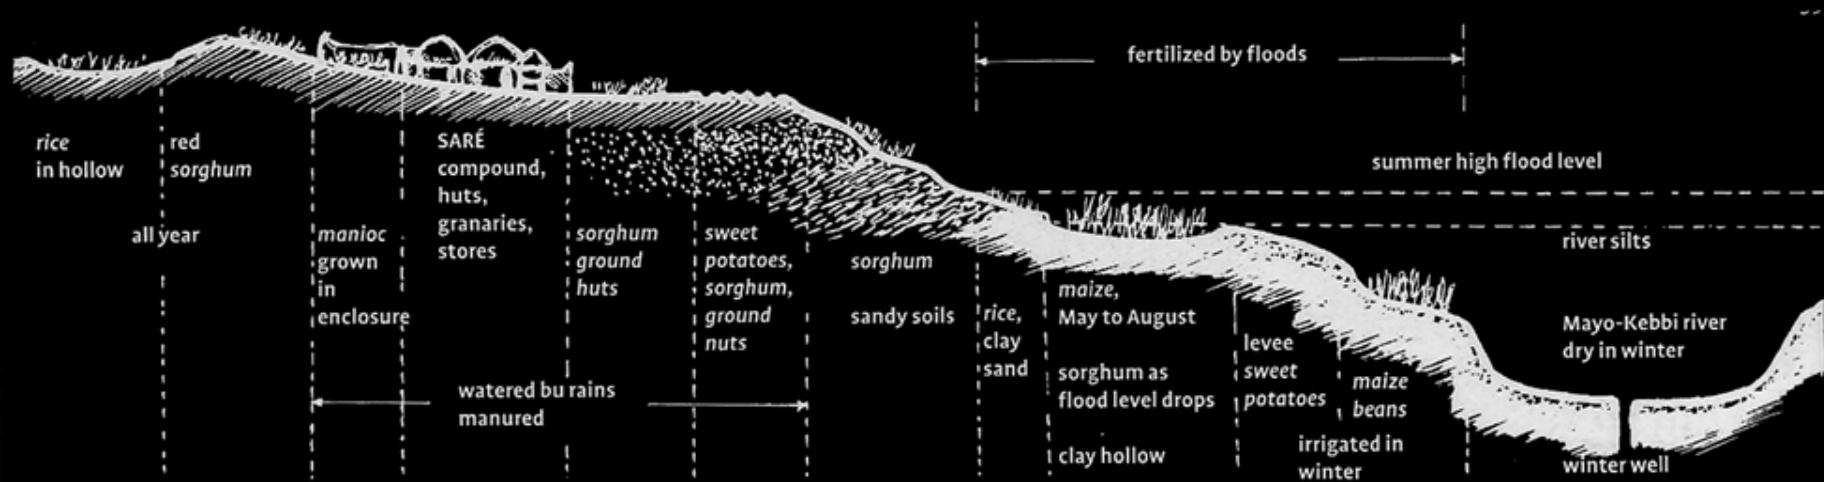 fertilized by floods
summer high flood level
river silts
rice
in hollow
red
sorghum
all year
manioc
grown
in
enclosure
SARÉ
compound,
huts,
granaries,
stores
sorghum
ground
huts
sweet
potatoes,
sorghum,
ground
nuts
watered bu rains
manured
sorghum
sandy soils
rice,
clay
sand
maize,
May to August
sorghum as
flood level drops
clay hollow
levee
sweet
potatoes
maize
beans
irrigated in
winter
Mayo-Kebbi river
dry in winter
winter well